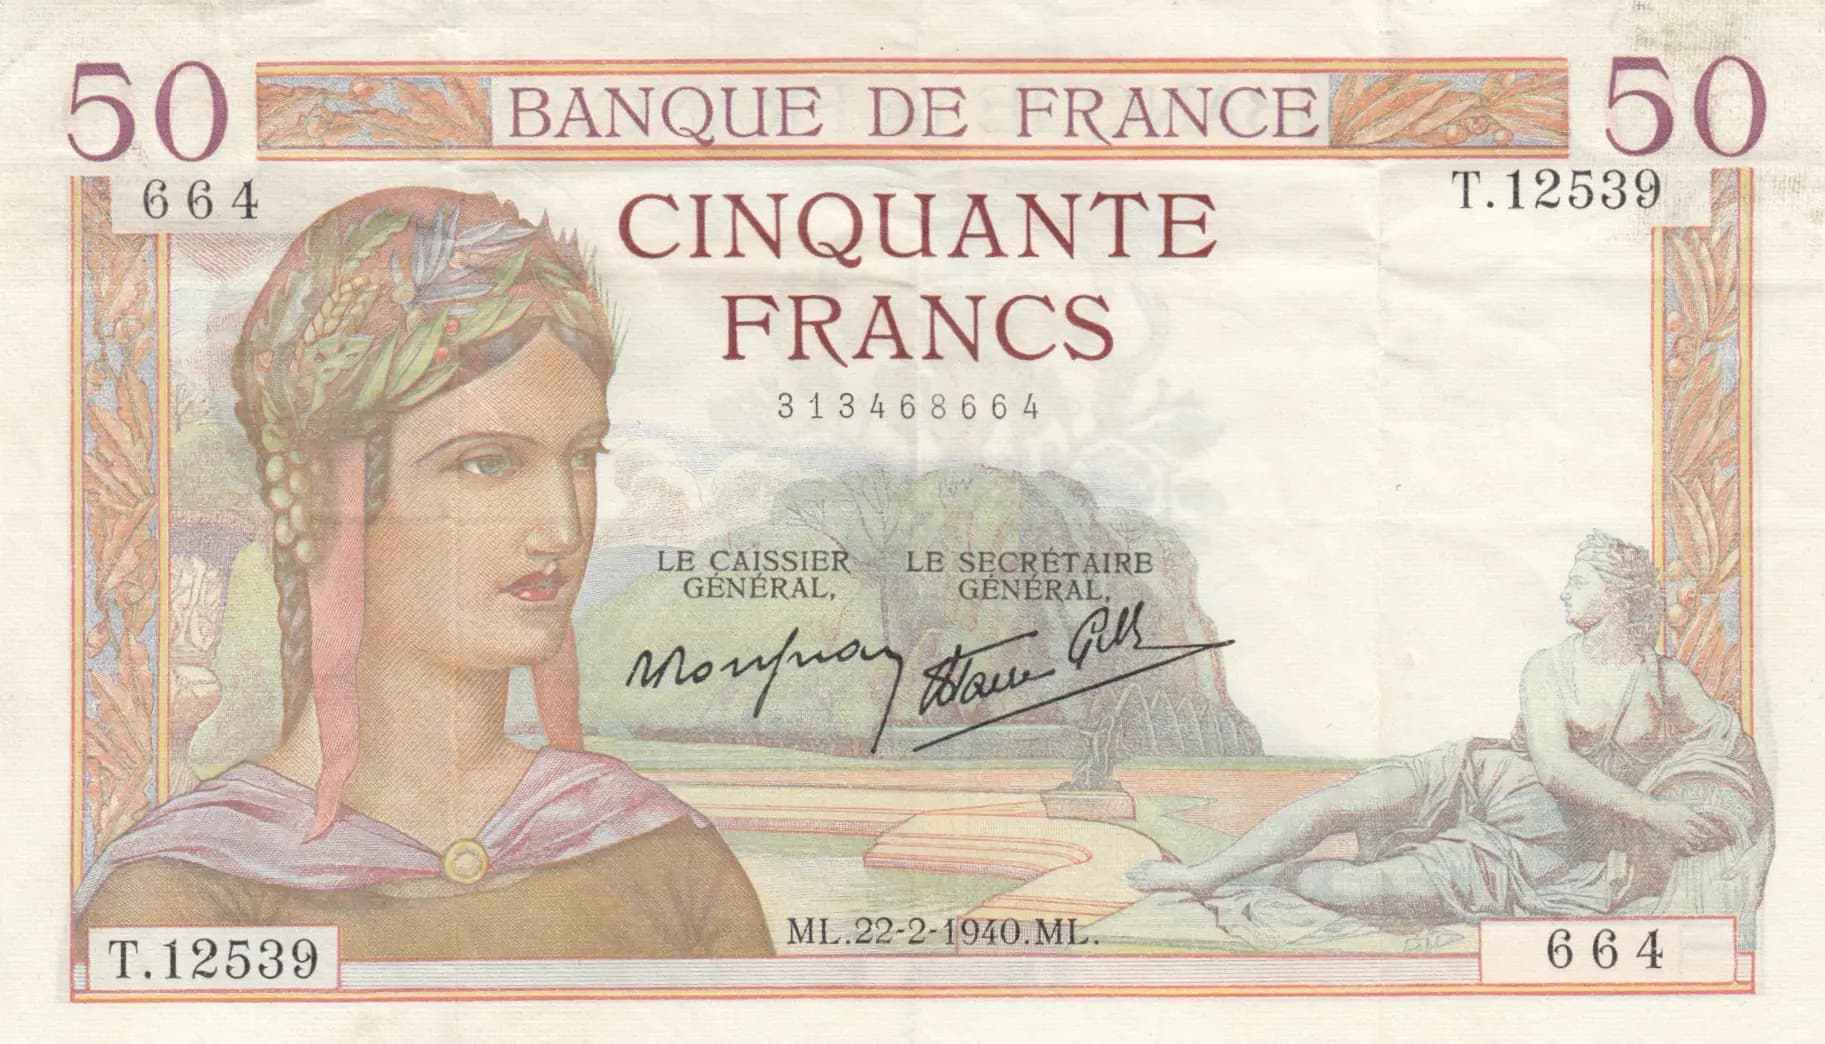 50 BANQUE DE FRANCE 50
664 T.12539
CINQUANTE
FRANCS
313468664
LE CAISSIER GÉNÉRAL,
LE SECRÉTAIRE GÉNÉRAL,
ML.22-2-1940.ML.
T.12539 664